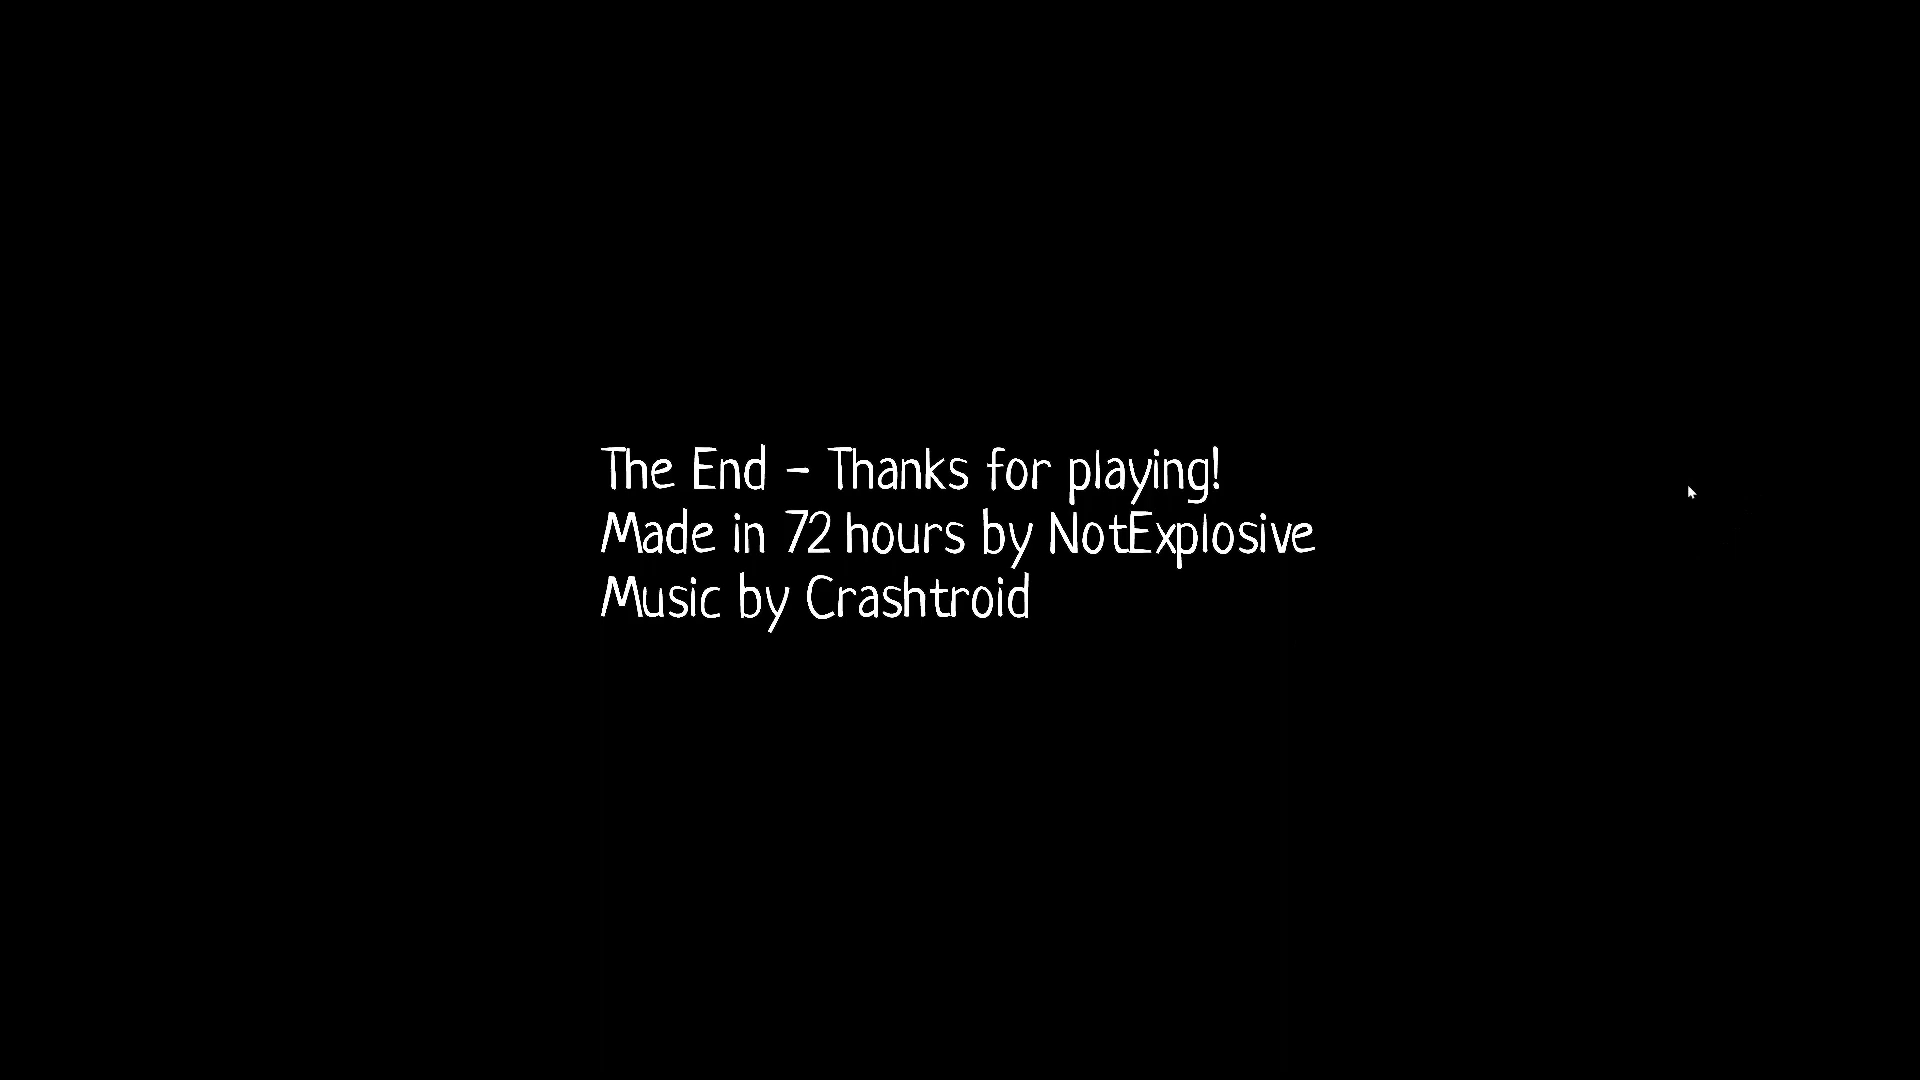 The End - Thanks for playing!
Made in 72 hours by NotExplosive
Music by Crashtroid